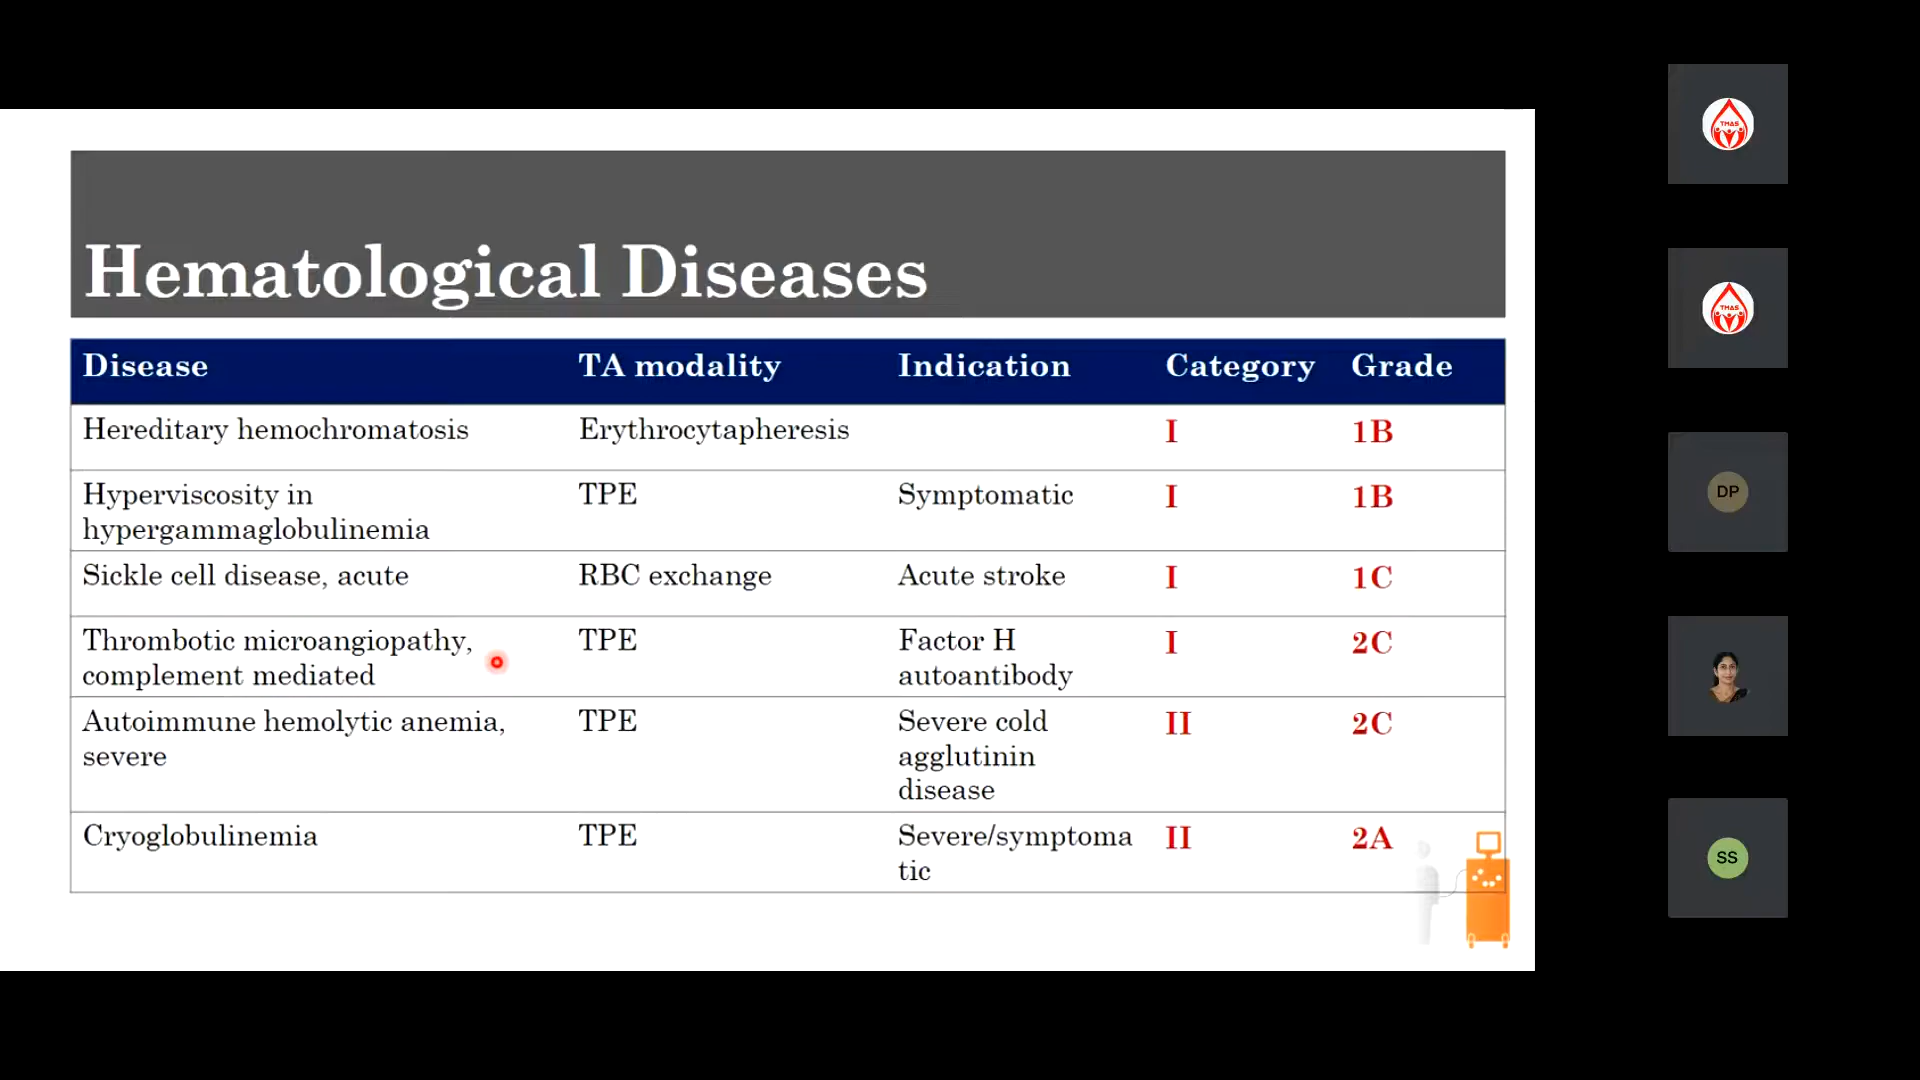 Hematological Diseases
Disease TA modality Indication Category Grade
Hereditary hemochromatosis Erythrocytapheresis I 1B
Hyperviscosity in TPE Symptomatic I 1B
hypergammaglobulinemia
Sickle cell disease, acute RBC exchange Acute stroke I 1C
Thrombotic microangiopathy, TPE Factor H I 2C
complement mediated autoantibody
Autoimmune hemolytic anemia, TPE Severe cold II 2C
severe agglutinin
disease
Cryoglobulinemia TPE Severe/symptoma II 2A
tic
TMAS
TMAS
DP
SS